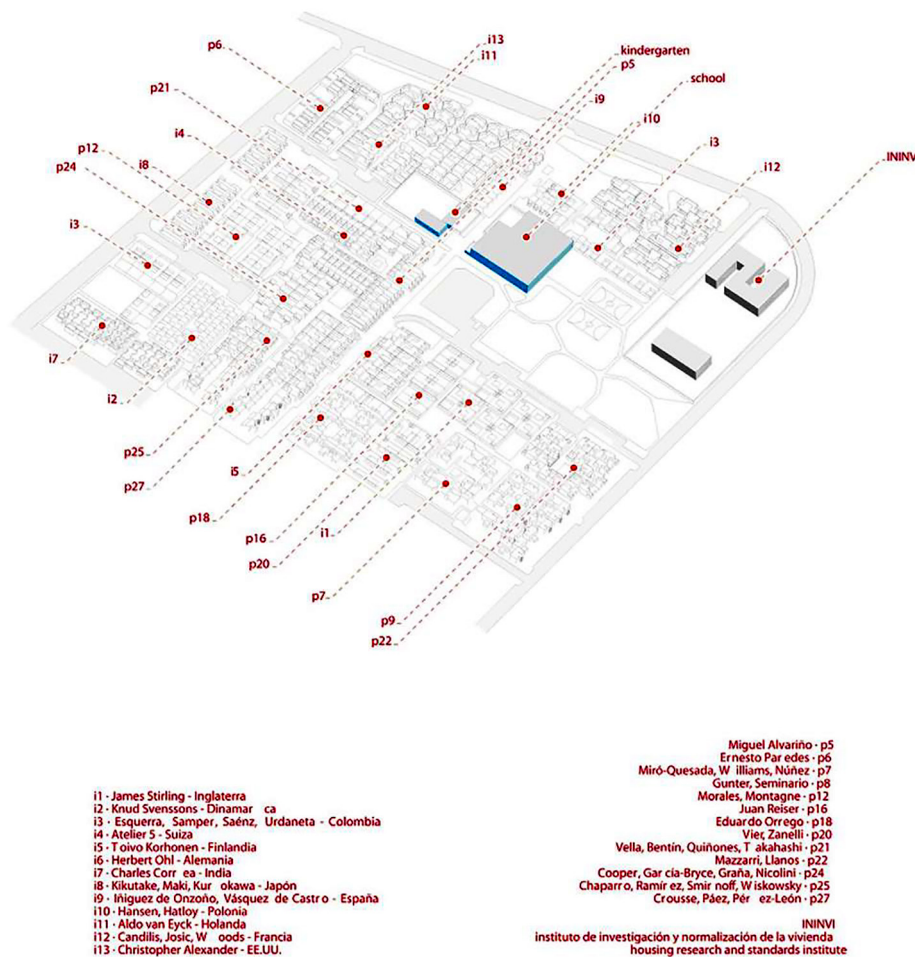 i13
p6
i11
kindergarten
p5
school
p21
i9
i10
i4
p12
i3
i8
i12
p24
ININVI
i3
i7
i2
p25
i5
p27
p18
p16
i1
p20
p7
p9
p22
i1 · James Stirling - Inglaterra
i2 · Knud Svenssons - Dinamar ca
i3 · Esquerra, Samper, Saénz, Urdaneta - Colombia
i4 · Atelier 5 - Suiza
i5 · T oivo Korhonen - Finlandia
i6 · Herbert Ohl - Alemania
i7 · Charles Corr ea - India
i8 · Kikutake, Maki, Kur okawa - Japón
i9 · Iñiguez de Onzoño, Vásquez de Castro - España
i10 · Hansen, Hatloy - Polonia
i11 · Aldo van Eyck - Holanda
i12 · Candilis, Josic, W oods - Francia
i13 · Christopher Alexander - EE.UU.
Miguel Alvariño · p5
Ernesto Par edes · p6
Miró-Quesada, W illiams, Núñez · p7
Gunter, Seminario · p8
Morales, Montagne · p12
Juan Reiser · p16
Eduardo Orrego · p18
Vier, Zanelli · p20
Vella, Bentín, Quiñones, T akahashi · p21
Mazzarri, Llanos · p22
Cooper, Gar cía-Bryce, Graña, Nicolini · p24
Chaparr o, Ramír ez, Smir noff, W iskowsky · p25
Crousse, Páez, Pér ez-León · p27
ININVI
instituto de investigación y normalización de la vivienda
housing research and standards institute